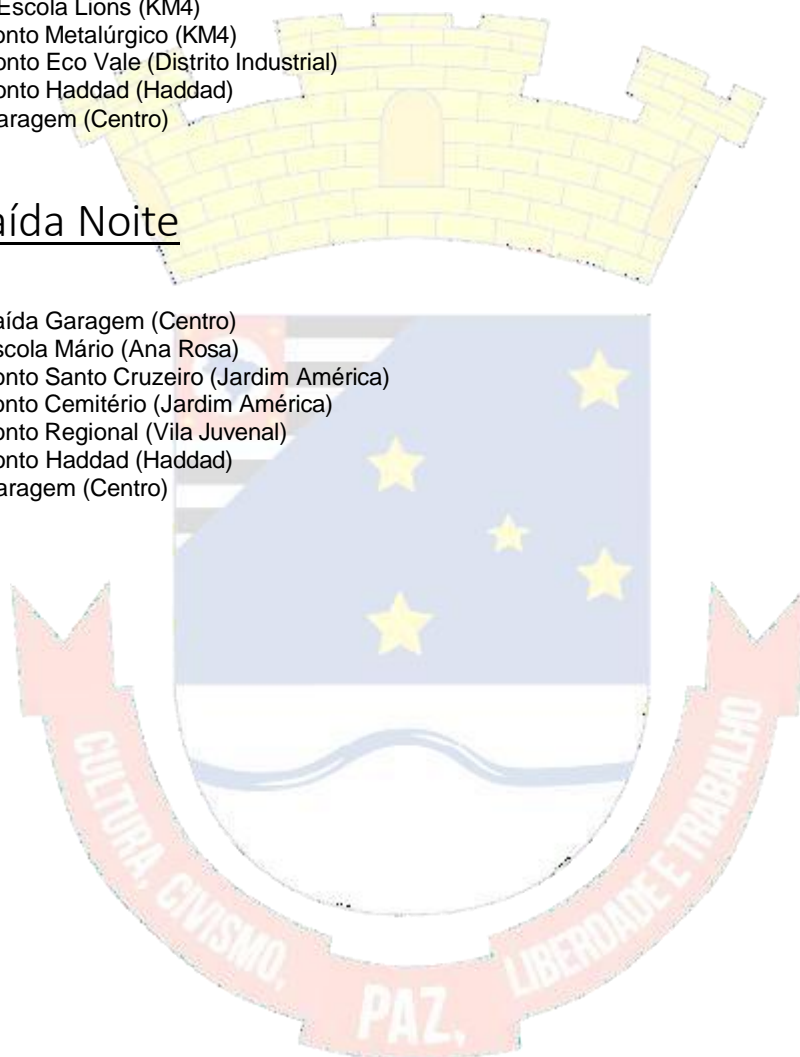 Escola Lions (KM4)
onto Metalúrgico (KM4)
onto Eco Vale (Distrito Industrial)
onto Haddad (Haddad)
aragem (Centro)
aída Noite
aída Garagem (Centro)
scola Mário (Ana Rosa)
onto Santo Cruzeiro (Jardim América)
onto Cemitério (Jardim América)
onto Regional (Vila Juvenal)
onto Haddad (Haddad)
aragem (Centro)
CULTURA, CIVISMO, PAZ, LIBERDADE E TRABALHO